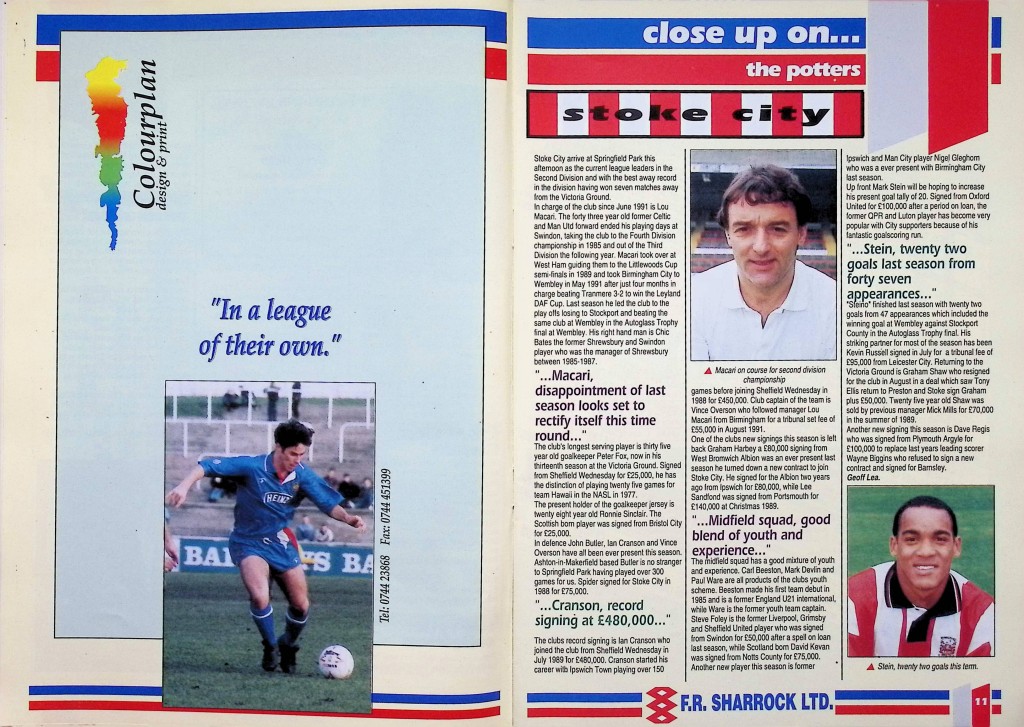 Colourplan
design & print
"In a league
of their own."
HEINZ
BAR
YS BA
Tel: 0744 23868 Fax: 0744 451399
close up on...
the potters
stoke city
Stoke City arrive at Springfield Park this
afternoon as the current league leaders in the
Second Division and with the best away record
in the division having won seven matches away
from the Victoria Ground.
In charge of the club since June 1991 is Lou
Macari. The forty three year old former Celtic
and Man Utd forward ended his playing days at
Swindon, taking the club to the Fourth Division
championship in 1985 and out of the Third
Division the following year. Macari took over at
West Ham guiding them to the Littlewoods Cup
semi-finals in 1989 and took Birmingham City to
Wembley in May 1991 after just four months in
charge beating Tranmere 3-2 to win the Leyland
DAF Cup. Last season he led the club to the
play offs losing to Stockport and beating the
same club at Wembley in the Autoglass Trophy
final at Wembley. His right hand man is Chic
Bates the former Shrewsbury and Swindon
player who was the manager of Shrewsbury
between 1985-1987.
"...Macari,
disappointment of last
season looks set to
rectify itself this time
round..."
The club's longest serving player is thirty five
year old goalkeeper Peter Fox, now in his
thirteenth season at the Victoria Ground. Signed
from Sheffield Wednesday for £25,000, he has
the distinction of playing twenty five games for
team Hawaii in the NASL in 1977.
The present holder of the goalkeeper jersey is
twenty eight year old Ronnie Sinclair. The
Scottish born player was signed from Bristol City
for £25,000.
In defence John Butler, Ian Cranson and Vince
Overson have all been ever present this season.
Ashton-in-Makerfield based Butler is no stranger
to Springfield Park having played over 300
games for us. Spider signed for Stoke City in
1988 for £75,000.
"...Cranson, record
signing at £480,000..."
The clubs record signing is Ian Cranson who
joined the club from Sheffield Wednesday in
July 1989 for £480,000. Cranson started his
career with Ipswich Town playing over 150
▲ Macari on course for second division
championship
games before joining Sheffield Wednesday in
1988 for £450,000. Club captain of the team is
Vince Overson who followed manager Lou
Macari from Birmingham for a tribunal set fee of
£55,000 in August 1991.
One of the clubs new signings this season is left
back Graham Harbey a £80,000 signing from
West Bromwich Albion was an ever present last
season he turned down a new contract to join
Stoke City. He signed for the Albion two years
ago from Ipswich for £80,000, while Lee
Sandford was signed from Portsmouth for
£140,000 at Christmas 1989.
"...Midfield squad, good
blend of youth and
experience..."
The midfield squad has a good mixture of youth
and experience. Carl Beeston, Mark Devlin and
Paul Ware are all products of the clubs youth
scheme. Beeston made his first team debut in
1985 and is a former England U21 international,
while Ware is the former youth team captain.
Steve Foley is the former Liverpool, Grimsby
and Sheffield United player who was signed
from Swindon for £50,000 after a spell on loan
last season, while Scotland born David Kevan
was signed from Notts County for £75,000.
Another new player this season is former
Ipswich and Man City player Nigel Gleghorn
who was a ever present with Birmingham City
last season.
Up front Mark Stein will be hoping to increase
his present goal tally of 20. Signed from Oxford
United for £100,000 after a period on loan, the
former QPR and Luton player has become very
popular with City supporters because of his
fantastic goalscoring run.
"...Stein, twenty two
goals last season from
forty seven
appearances..."
"Steino" finished last season with twenty two
goals from 47 appearances which included the
winning goal at Wembley against Stockport
County in the Autoglass Trophy final. His
striking partner for most of the season has been
Kevin Russell signed in July for a tribunal fee of
£95,000 from Leicester City. Returning to the
Victoria Ground is Graham Shaw who resigned
for the club in August in a deal which saw Tony
Ellis return to Preston and Stoke sign Graham
plus £50,000. Twenty five year old Shaw was
sold by previous manager Mick Mills for £70,000
in the summer of 1989.
Another new signing this season is Dave Regis
who was signed from Plymouth Argyle for
£100,000 to replace last years leading scorer
Wayne Biggins who refused to sign a new
contract and signed for Barnsley.
Geoff Lea.
▲ Stein, twenty two goals this term.
F.R. SHARROCK LTD.
11